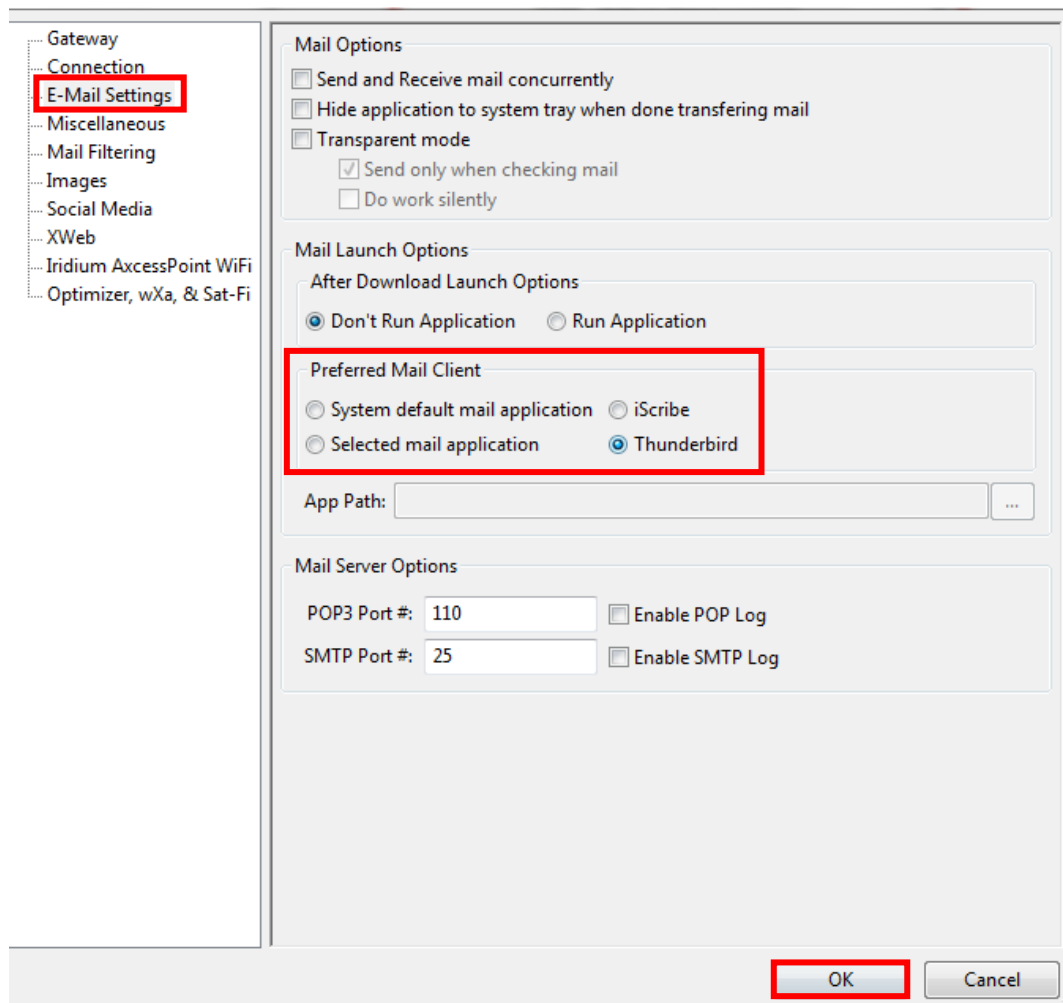 Gateway
Connection
E-Mail Settings
Miscellaneous
Mail Filtering
Images
Social Media
XWeb
Iridium AxcessPoint WiFi
Optimizer, wXa, & Sat-Fi
Mail Options
Send and Receive mail concurrently
Hide application to system tray when done transfering mail
Transparent mode
Send only when checking mail
Do work silently
Mail Launch Options
After Download Launch Options
Don't Run Application Run Application
Preferred Mail Client
System default mail application iScribe
Selected mail application Thunderbird
App Path: ...
Mail Server Options
POP3 Port #: 110 Enable POP Log
SMTP Port #: 25 Enable SMTP Log
OK Cancel